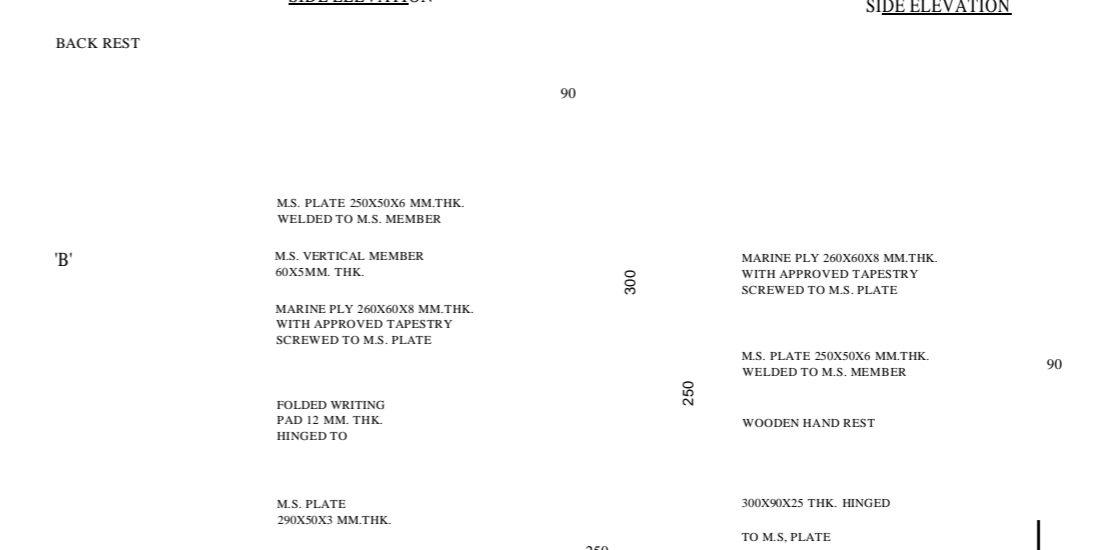 SIDE ELEVATION
SIDE ELEVATION
BACK REST
90
M.S. PLATE 250X50X6 MM.THK.
WELDED TO M.S. MEMBER
'B'
M.S. VERTICAL MEMBER
60X5MM. THK.
300
MARINE PLY 260X60X8 MM.THK.
WITH APPROVED TAPESTRY
SCREWED TO M.S. PLATE
MARINE PLY 260X60X8 MM.THK.
WITH APPROVED TAPESTRY
SCREWED TO M.S. PLATE
M.S. PLATE 250X50X6 MM.THK.
WELDED TO M.S. MEMBER
90
250
FOLDED WRITING
PAD 12 MM. THK.
HINGED TO
WOODEN HAND REST
M.S. PLATE
290X50X3 MM.THK.
300X90X25 THK. HINGED
TO M.S, PLATE
250